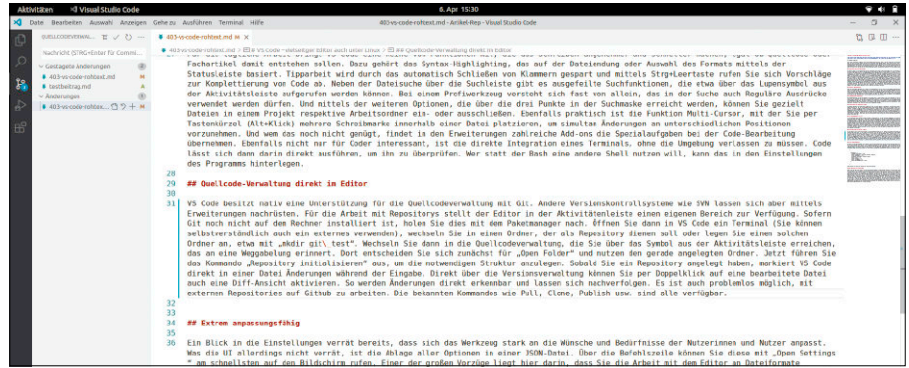 Aktivitäten Visual Studio Code 6. Apr 15:30
403-vs-code-rohtext.md - Artikel-Rep - Visual Studio Code
Datei Bearbeiten Auswahl Anzeigen Gehe zu Ausführen Terminal Hilfe
QUELLCODEVERWAL...
403-vs-code-rohtext.md M
Nachricht (STRG+Enter für Commi...
Gestagete Änderungen
403-vs-code-rohtext.md M
testbeitrag.md A
Änderungen
403-vs-code-rohtex... M
403-vs-code-rohtext.md > ## VS Code – vielseitiger Editor auch unter Linux > ## Quellcode-Verwaltung direkt im Editor
Fachartikel damit entstehen sollen. Dazu gehört das Syntax-Highlighting, das auf der Dateiendung oder Auswahl des Formats mittels der
Statusleiste basiert. Tipparbeit wird durch das automatisch Schließen von Klammern gespart und mittels Strg+Leertaste rufen Sie sich Vorschläge
zur Komplettierung von Code ab. Neben der Dateisuche über die Suchleiste gibt es ausgefeilte Suchfunktionen, die etwa über das Lupensymbol aus
der Aktivitätsleiste aufgerufen werden können. Bei einem Profiwerkzeug versteht sich fast von allein, das in der Suche auch Reguläre Ausdrücke
verwendet werden dürfen. Und mittels der weiteren Optionen, die über die drei Punkte in der Suchmaske erreicht werden, können Sie gezielt
Dateien in einem Projekt respektive Arbeitsordner ein- oder ausschließen. Ebenfalls praktisch ist die Funktion Multi-Cursor, mit der Sie per
Tastenkürzel (Alt+Klick) mehrere Schreibmarke innerhalb einer Datei platzieren, um simultan Änderungen an unterschiedlichen Positionen
vorzunehmen. Und wem das noch nicht genügt, findet in den Erweiterungen zahlreiche Add-ons die Spezialaufgaben bei der Code-Bearbeitung
übernehmen. Ebenfalls nicht nur für Coder interessant, ist die direkte Integration eines Terminals, ohne die Umgebung verlassen zu müssen. Code
lässt sich dann darin direkt ausführen, um ihn zu überprüfen. Wer statt der Bash eine andere Shell nutzen will, kann das in den Einstellungen
des Programms hinterlegen.
28
29 ## Quellcode-Verwaltung direkt im Editor
30
31 VS Code besitzt nativ eine Unterstützung für die Quellcodeverwaltung mit Git. Andere Versionskontrollsysteme wie SVN lassen sich aber mittels
Erweiterungen nachrüsten. Für die Arbeit mit Repositorys stellt der Editor in der Aktivitätenleiste einen eigenen Bereich zur Verfügung. Sofern
Git noch nicht auf dem Rechner installiert ist, holen Sie dies mit dem Paketmanager nach. Öffnen Sie dann in VS Code ein Terminal (Sie können
selbstverständlich auch ein externes verwenden), wechseln Sie in einen Ordner, der als Repository dienen soll oder legen Sie einen solchen
Ordner an, etwa mit „mkdir git\_test“. Wechseln Sie dann in die Quellcodeverwaltung, die Sie über das Symbol aus der Aktiritätsleiste erreichen,
das an eine Weggabelung erinnert. Dort entscheiden Sie sich zunächst für „Open Folder“ und nutzen den gerade angelegten Ordner. Jetzt führen Sie
das Kommando „Repository initialisieren“ aus, um die notwendigen Struktur anzulegen. Sobald Sie ein Repository angelegt haben, markiert VS Code
direkt in einer Datei Änderungen während der Eingabe. Direkt über die Versionsverwaltung können Sie per Doppelklick auf eine bearbeitete Datei
auch eine Diff-Ansicht aktivieren. So werden Änderungen direkt erkennbar und lassen sich nachverfolgen. Es ist auch problemlos möglich, mit
externen Repositories auf Github zu arbeiten. Die bekannten Kommandos wie Pull, Clone, Publish usw. sind alle verfügbar.
32
33
34 ## Extrem anpassungsfähig
35
36 Ein Blick in die Einstellungen verrät bereits, dass sich das Werkzeug stark an die Wünsche und Bedürfnisse der Nutzerinnen und Nutzer anpasst.
Was die UI allerdings nicht verrät, ist die Ablage aller Optionen in einer JSON-Datei. Über die Befehlszeile können Sie diese mit „Open Settings
“ am schnellsten auf den Bildschirm rufen. Einer der großen Vorzüge liegt hier darin, dass Sie die Arbeit mit dem Editor an Dateiformate